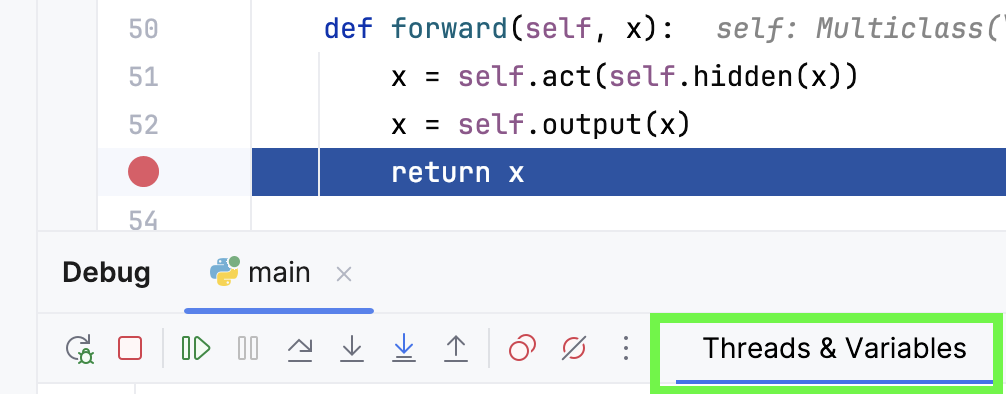 50 def forward(self, x): self: Multiclass(
51 x = self.act(self.hidden(x))
52 x = self.output(x)
return x
54
Debug main ×
Threads & Variables